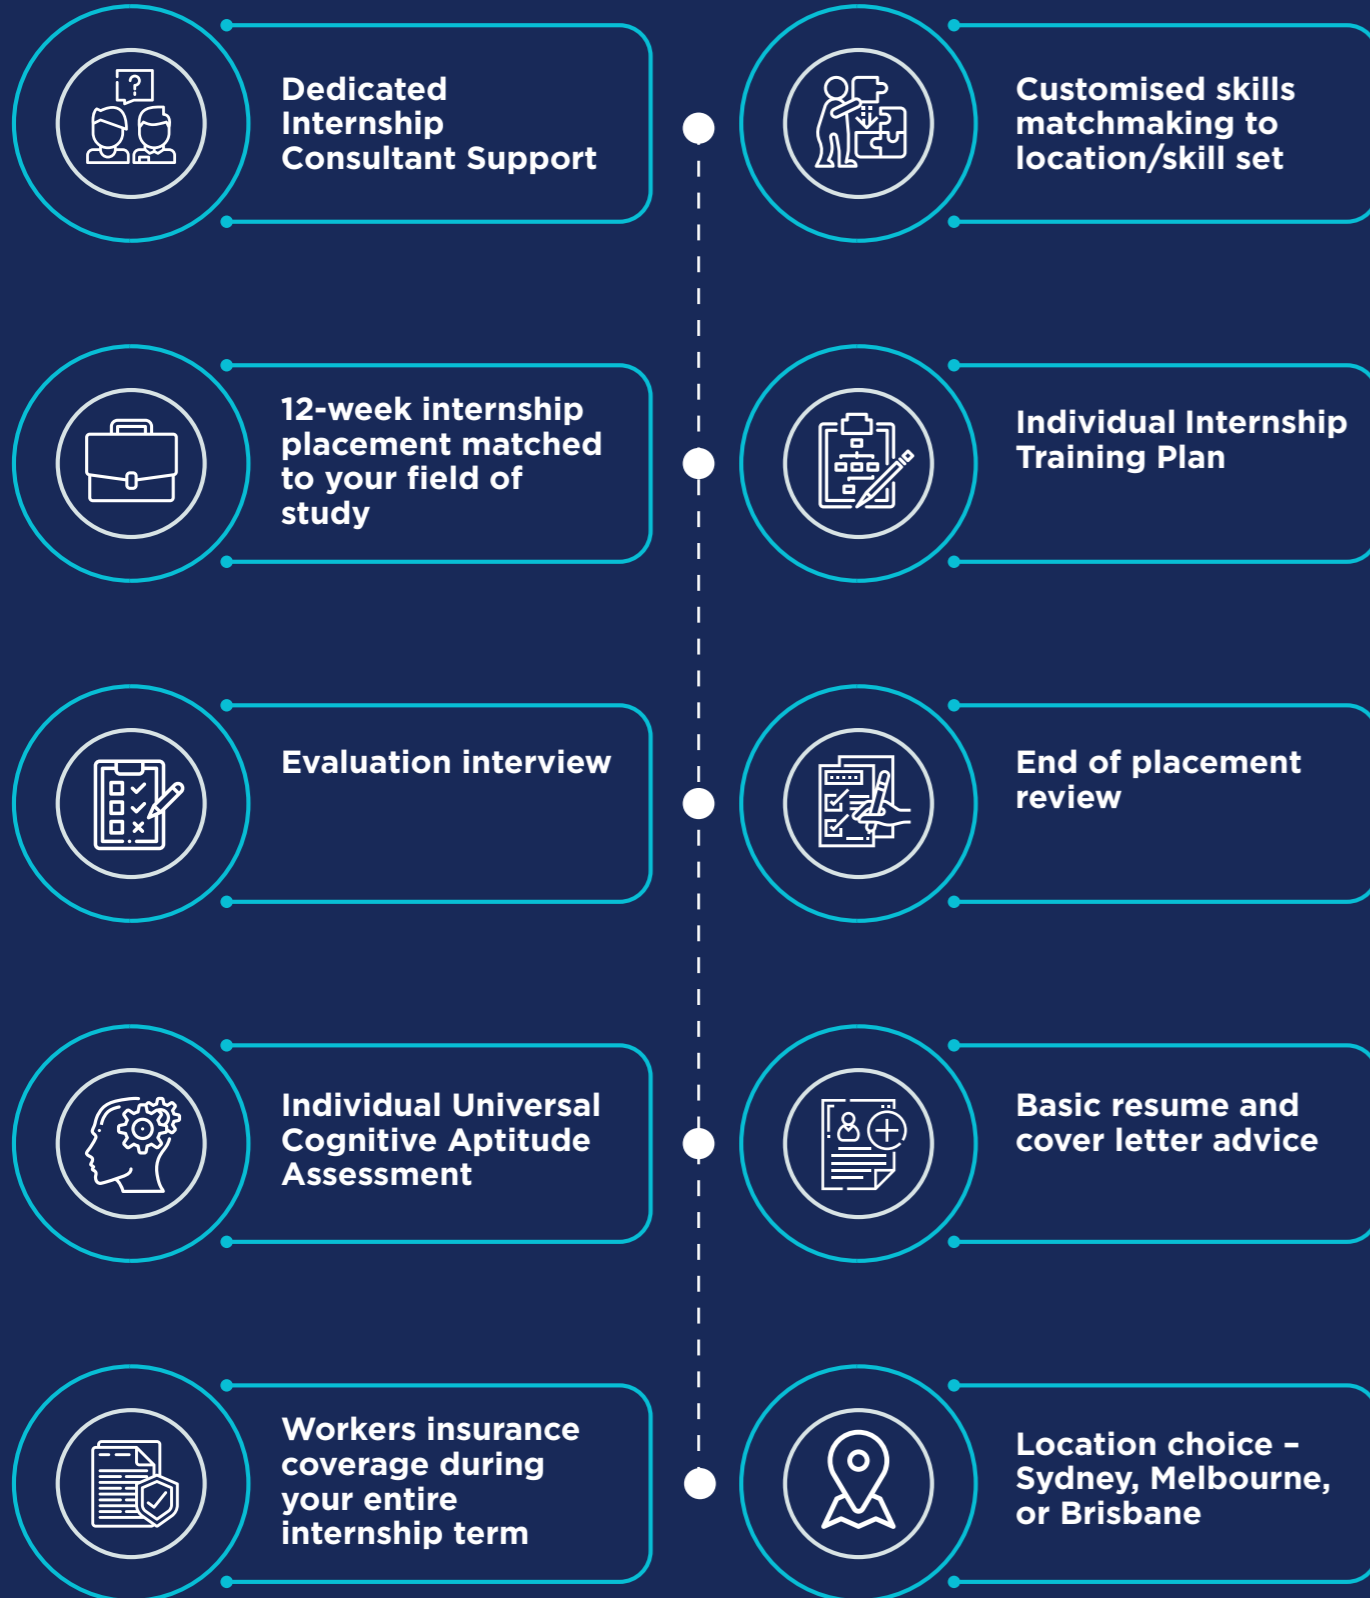 Dedicated
Internship
Consultant Support
Customised skills
matchmaking to
location/skill set
12-week internship
placement matched
to your field of
study
Individual Internship
Training Plan
Evaluation interview
End of placement
review
Individual Universal
Cognitive Aptitude
Assessment
Basic resume and
cover letter advice
Workers insurance
coverage during
your entire
internship term
Location choice –
Sydney, Melbourne,
or Brisbane